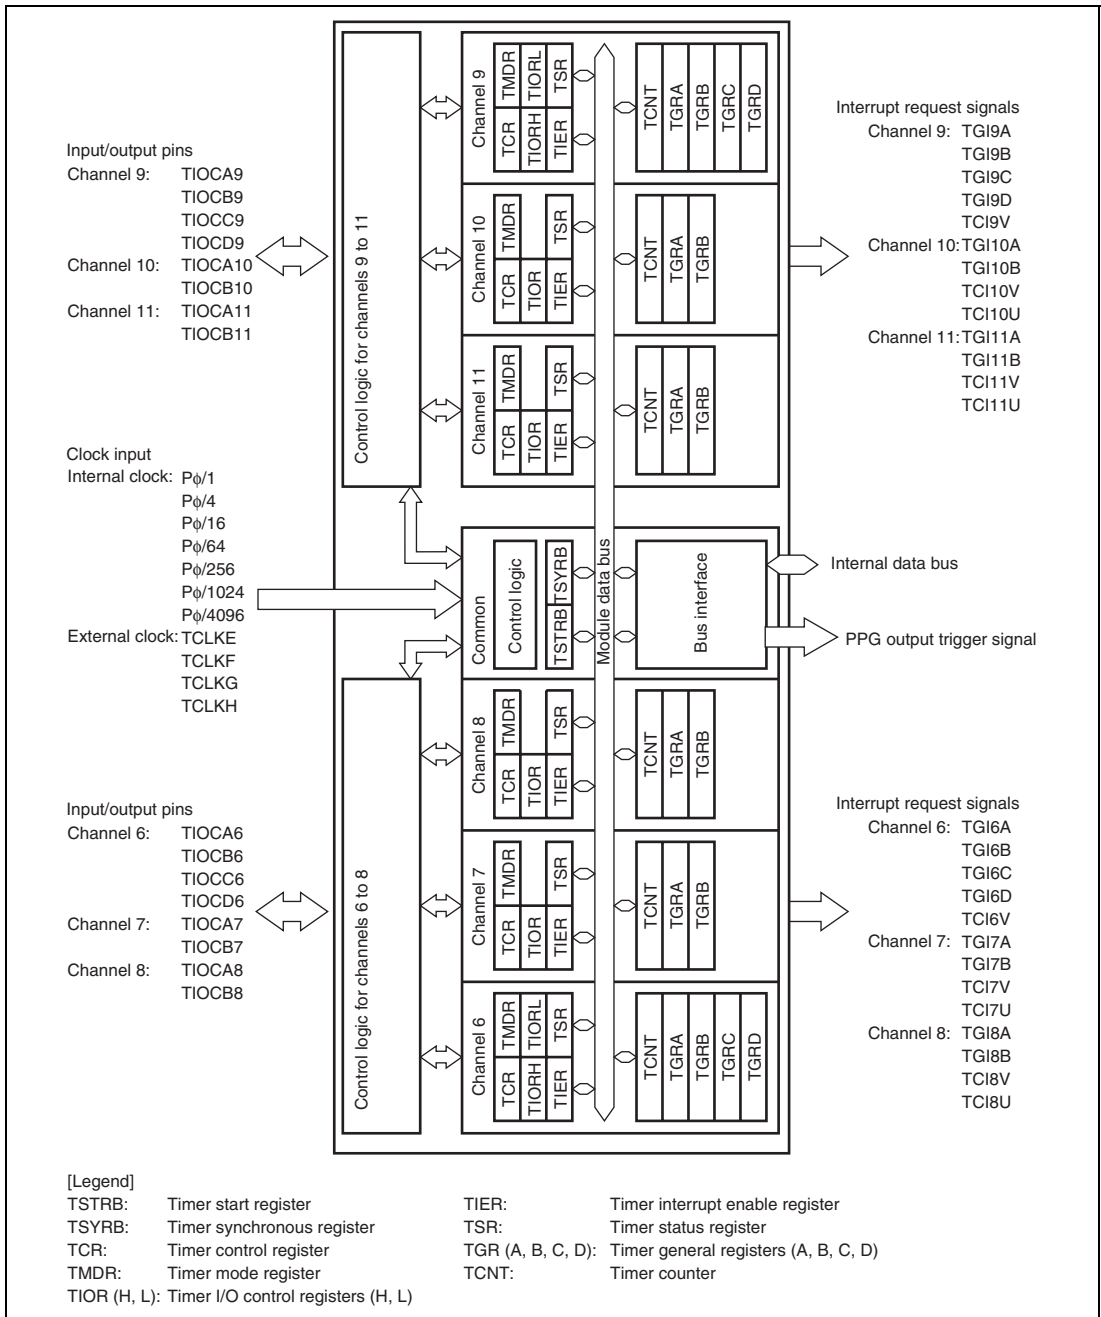 Input/output pins
Channel 9: TIOCA9
TIOCB9
TIOCC9
TIOCD9
Channel 10: TIOCA10
TIOCB10
Channel 11: TIOCA11
TIOCB11
Clock input
Internal clock: Pφ/1
Pφ/4
Pφ/16
Pφ/64
Pφ/256
Pφ/1024
Pφ/4096
External clock: TCLKE
TCLKF
TCLKG
TCLKH
Input/output pins
Channel 6: TIOCA6
TIOCB6
TIOCC6
TIOCD6
Channel 7: TIOCA7
TIOCB7
Channel 8: TIOCA8
TIOCB8
Control logic for channels 9 to 11
Control logic for channels 6 to 8
Channel 9
TCR TMDR
TIORH TIORL
TIER TSR
TCNT
TGRA
TGRB
TGRC
TGRD
Channel 10
TCR TMDR
TIOR
TIER TSR
TCNT
TGRA
TGRB
Channel 11
TCR TMDR
TIOR
TIER TSR
TCNT
TGRA
TGRB
Common
Control logic
TSTRB TSYRB
Module data bus
Bus interface
Channel 8
TCR TMDR
TIOR
TIER TSR
TCNT
TGRA
TGRB
Channel 7
TCR TMDR
TIOR
TIER TSR
TCNT
TGRA
TGRB
Channel 6
TCR TMDR
TIORH TIORL
TIER TSR
TCNT
TGRA
TGRB
TGRC
TGRD
Interrupt request signals
Channel 9: TGI9A
TGI9B
TGI9C
TGI9D
TCI9V
Channel 10: TGI10A
TGI10B
TCI10V
TCI10U
Channel 11: TGI11A
TGI11B
TCI11V
TCI11U
Internal data bus
PPG output trigger signal
Interrupt request signals
Channel 6: TGI6A
TGI6B
TGI6C
TGI6D
TCI6V
Channel 7: TGI7A
TGI7B
TCI7V
TCI7U
Channel 8: TGI8A
TGI8B
TCI8V
TCI8U
[Legend]
TSTRB: Timer start register
TSYRB: Timer synchronous register
TCR: Timer control register
TMDR: Timer mode register
TIOR (H, L): Timer I/O control registers (H, L)
TIER: Timer interrupt enable register
TSR: Timer status register
TGR (A, B, C, D): Timer general registers (A, B, C, D)
TCNT: Timer counter